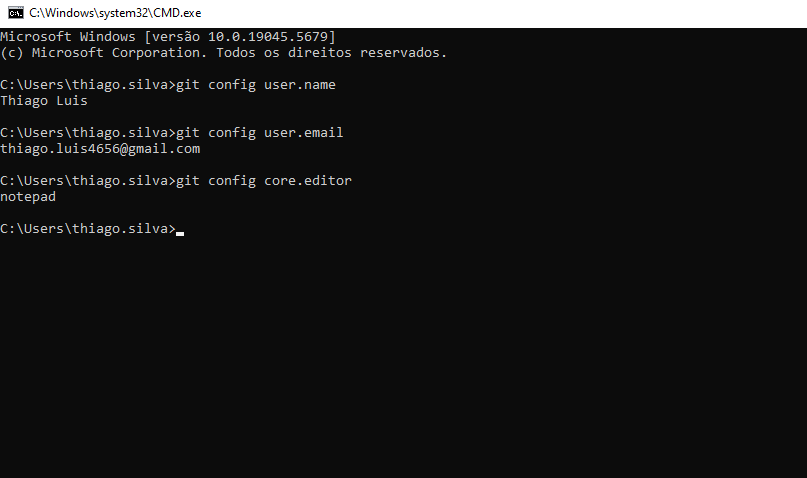 C:\Windows\system32\CMD.exe
Microsoft Windows [versão 10.0.19045.5679]
(c) Microsoft Corporation. Todos os direitos reservados.
C:\Users\thiago.silva>git config user.name
Thiago Luis
C:\Users\thiago.silva>git config user.email
thiago.luis4656@gmail.com
C:\Users\thiago.silva>git config core.editor
notepad
C:\Users\thiago.silva>